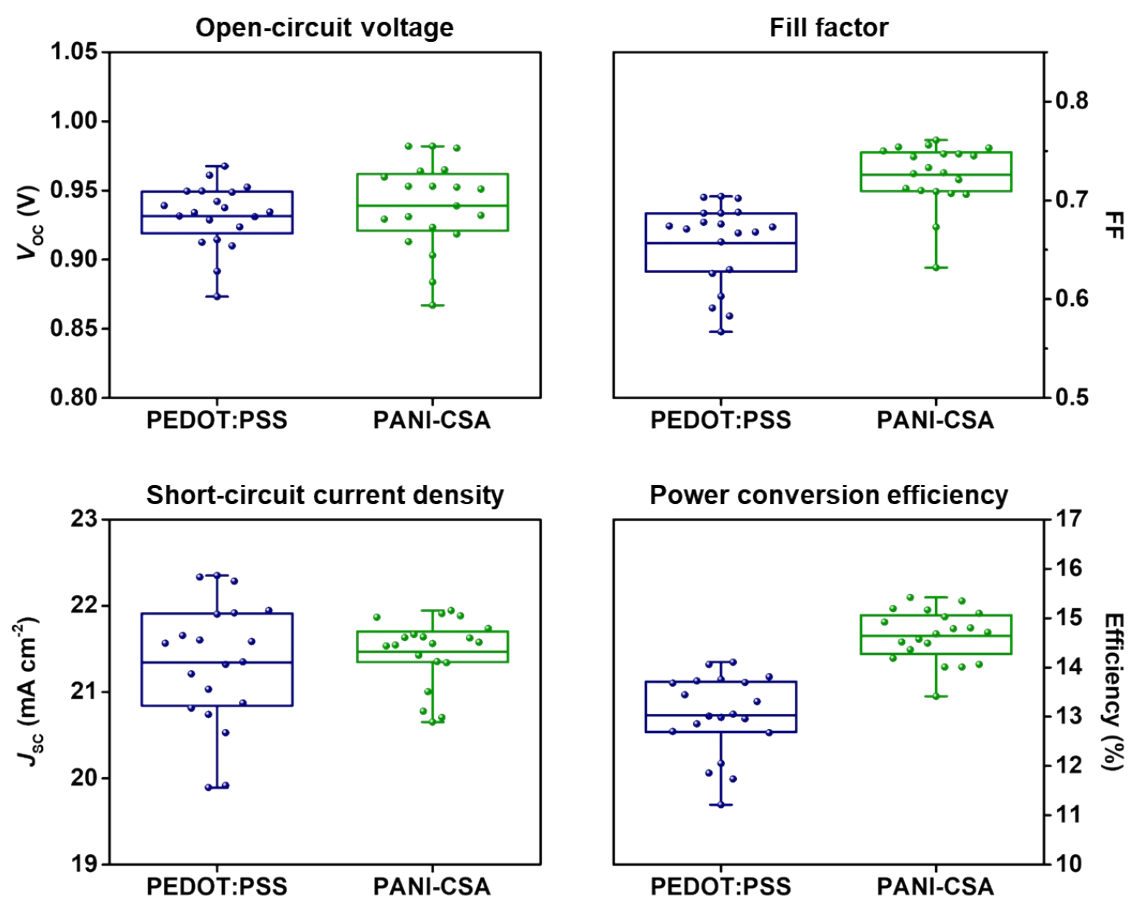 Open-circuit voltage
1.05
1.00
0.95
0.90
0.85
0.80
V_OC (V)
PEDOT:PSS PANI-CSA
Fill factor
0.8
0.7
0.6
0.5
FF
PEDOT:PSS PANI-CSA
Short-circuit current density
23
22
21
20
19
J_SC (mA cm⁻²)
PEDOT:PSS PANI-CSA
Power conversion efficiency
17
16
15
14
13
12
11
10
Efficiency (%)
PEDOT:PSS PANI-CSA